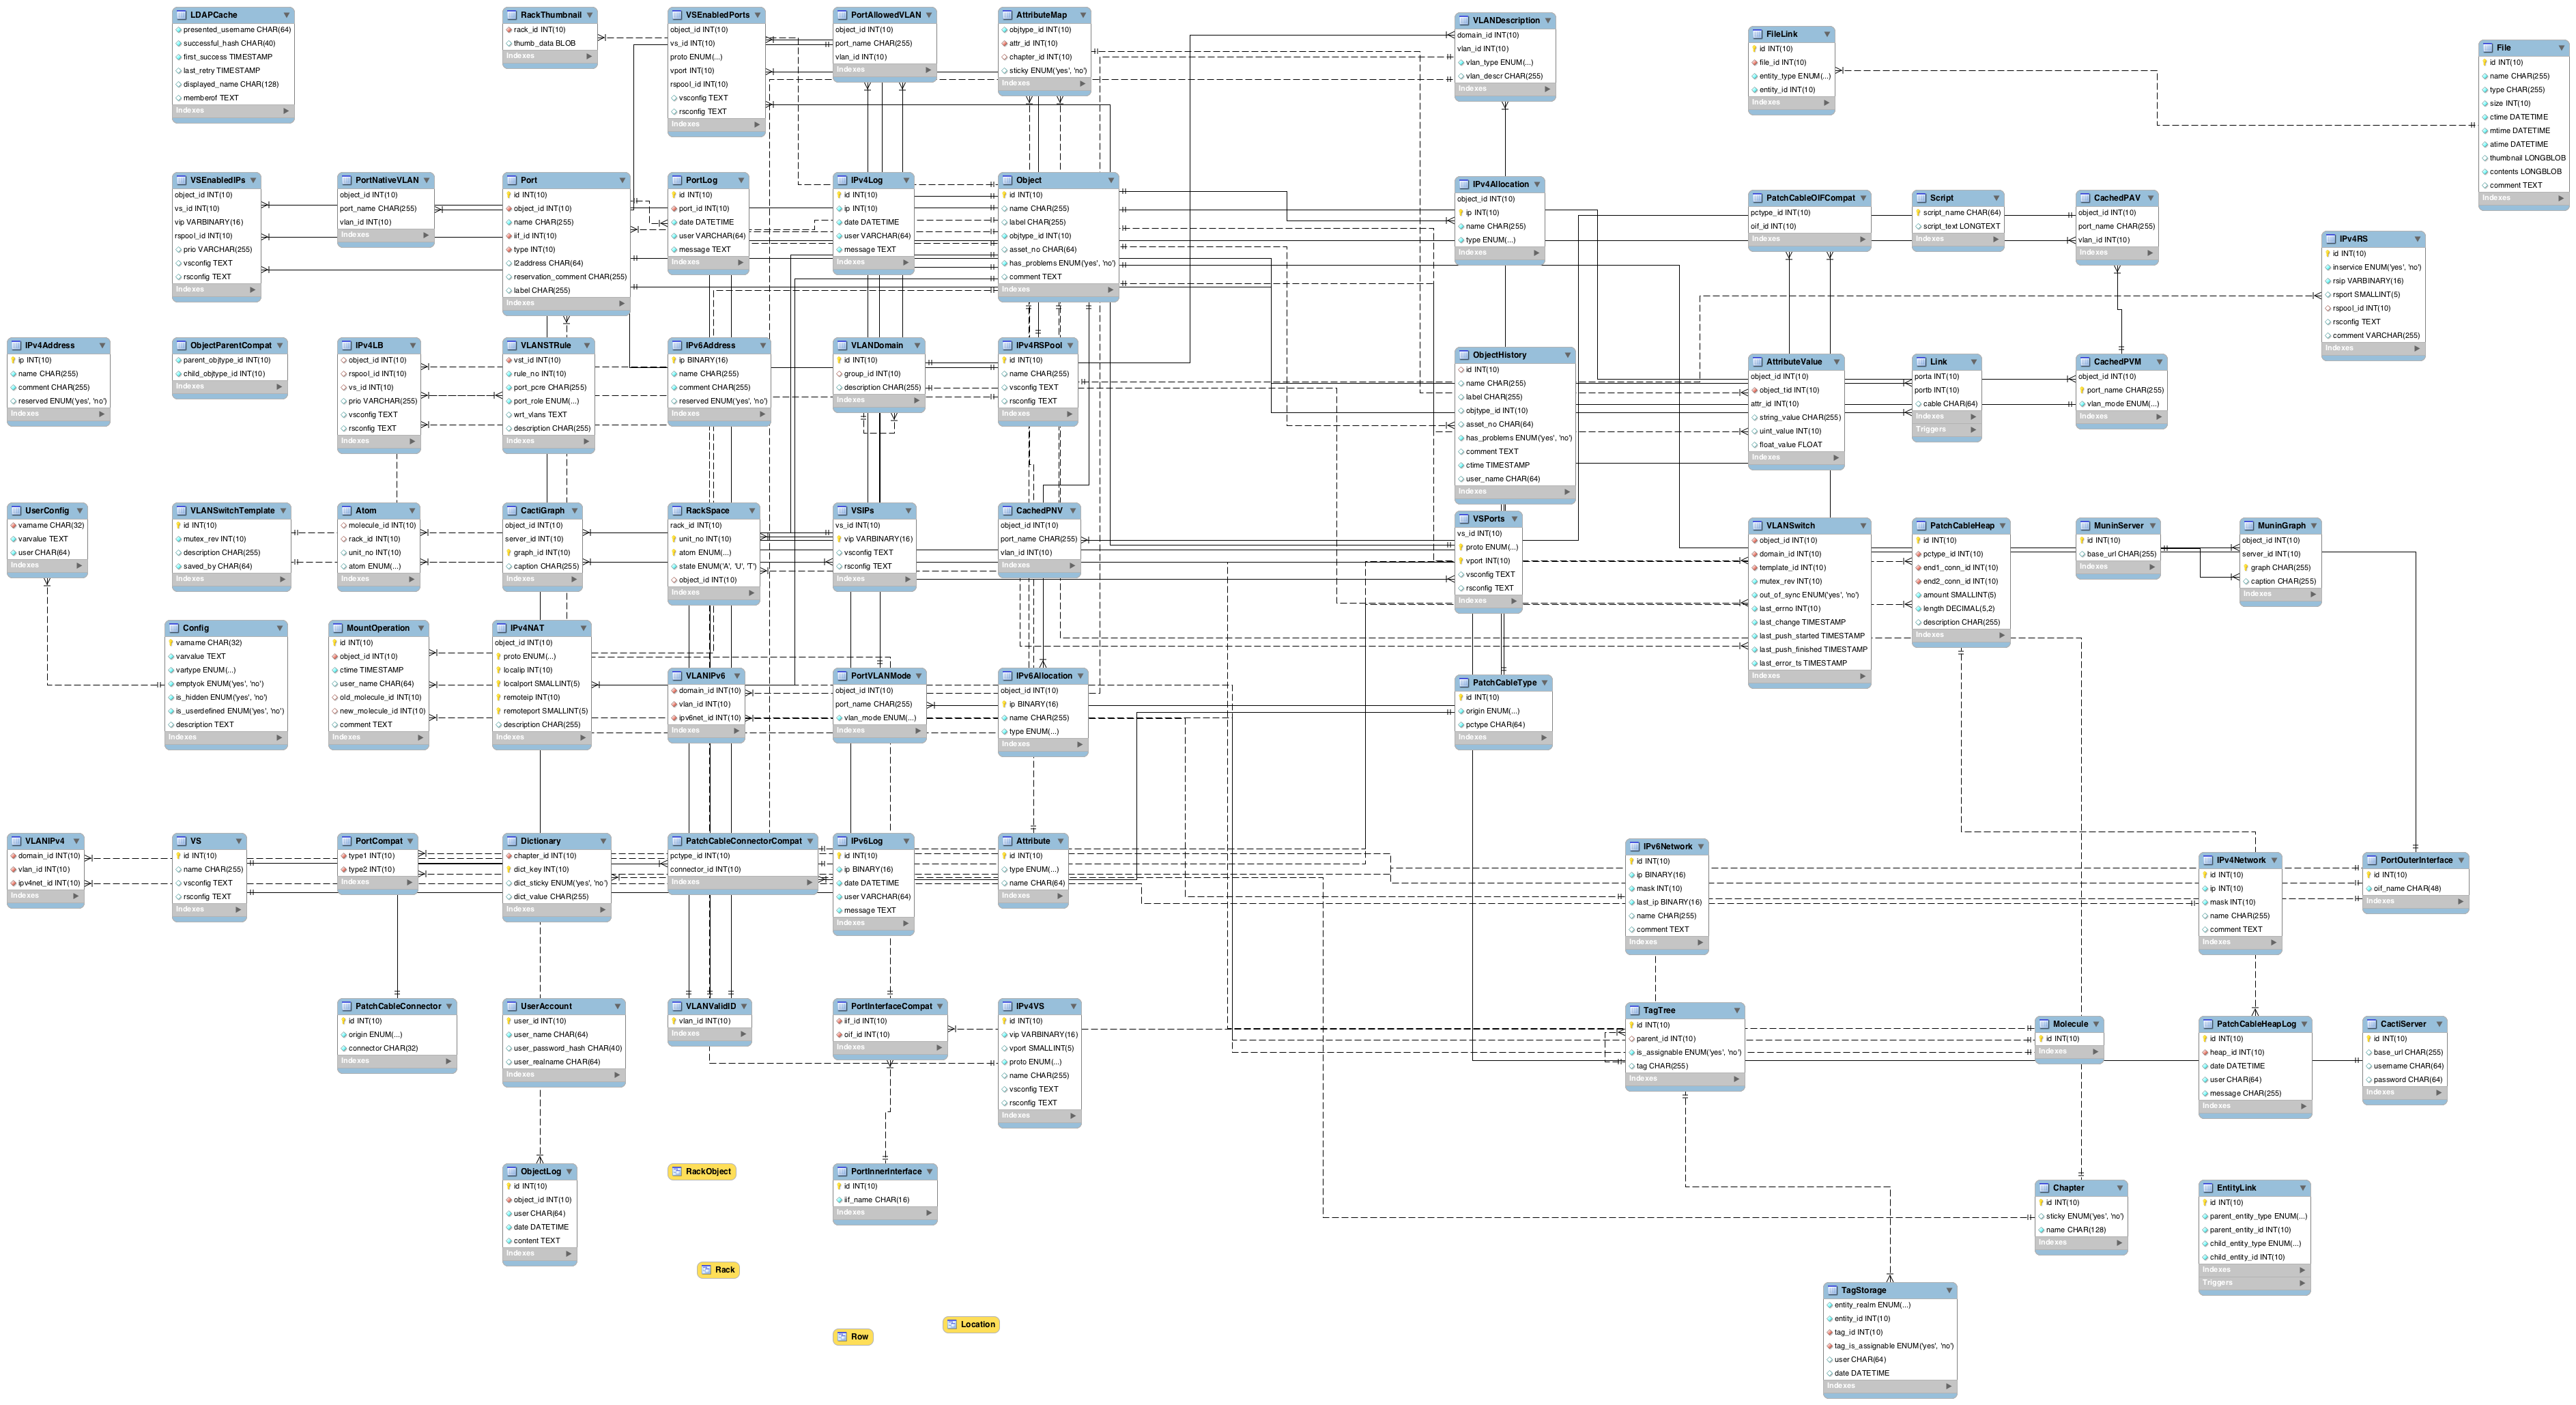 LDAPCache
presented_username CHAR(64)
successful_hash CHAR(40)
first_success TIMESTAMP
last_retry TIMESTAMP
displayed_name CHAR(128)
memberof TEXT
Indexes
RackThumbnail
rack_id INT(10)
thumb_data BLOB
Indexes
VSEnabledPorts
object_id INT(10)
vs_id INT(10)
proto ENUM(...)
vport INT(10)
rspool_id INT(10)
vsconfig TEXT
rsconfig TEXT
Indexes
PortAllowedVLAN
object_id INT(10)
port_name CHAR(255)
vlan_id INT(10)
Indexes
AttributeMap
objtype_id INT(10)
attr_id INT(10)
chapter_id INT(10)
sticky ENUM('yes', 'no')
Indexes
VLANDescription
domain_id INT(10)
vlan_id INT(10)
vlan_type ENUM(...)
vlan_descr CHAR(255)
Indexes
FileLink
id INT(10)
file_id INT(10)
entity_type ENUM(...)
entity_id INT(10)
Indexes
File
id INT(10)
name CHAR(255)
type CHAR(255)
size INT(10)
ctime DATETIME
mtime DATETIME
atime DATETIME
thumbnail LONGBLOB
contents LONGBLOB
comment TEXT
Indexes
VSEnabledIPs
object_id INT(10)
vs_id INT(10)
vip VARBINARY(16)
rspool_id INT(10)
prio VARCHAR(255)
vsconfig TEXT
rsconfig TEXT
Indexes
PortNativeVLAN
object_id INT(10)
port_name CHAR(255)
vlan_id INT(10)
Indexes
Port
id INT(10)
object_id INT(10)
name CHAR(255)
iif_id INT(10)
type INT(10)
l2address CHAR(64)
reservation_comment CHAR(255)
label CHAR(255)
Indexes
PortLog
id INT(10)
port_id INT(10)
date DATETIME
user VARCHAR(64)
message TEXT
Indexes
IPv4Log
id INT(10)
ip INT(10)
date DATETIME
user VARCHAR(64)
message TEXT
Indexes
Object
id INT(10)
name CHAR(255)
label CHAR(255)
objtype_id INT(10)
asset_no CHAR(64)
has_problems ENUM('yes', 'no')
comment TEXT
Indexes
IPv4Allocation
object_id INT(10)
ip INT(10)
name CHAR(255)
type ENUM(...)
Indexes
PatchCableOIFCompat
pctype_id INT(10)
oif_id INT(10)
Indexes
Script
script_name CHAR(64)
script_text LONGTEXT
Indexes
CachedPAV
object_id INT(10)
port_name CHAR(255)
vlan_id INT(10)
Indexes
IPv4RS
id INT(10)
inservice ENUM('yes', 'no')
rsip VARBINARY(16)
rsport SMALLINT(5)
rspool_id INT(10)
rsconfig TEXT
comment VARCHAR(255)
Indexes
IPv4Address
ip INT(10)
name CHAR(255)
comment CHAR(255)
reserved ENUM('yes', 'no')
Indexes
ObjectParentCompat
parent_objtype_id INT(10)
child_objtype_id INT(10)
Indexes
IPv4LB
object_id INT(10)
rspool_id INT(10)
vs_id INT(10)
prio VARCHAR(255)
vsconfig TEXT
rsconfig TEXT
Indexes
VLANSTRule
vst_id INT(10)
rule_no INT(10)
port_pcre CHAR(255)
port_role ENUM(...)
wrt_vlans TEXT
description CHAR(255)
Indexes
IPv6Address
ip BINARY(16)
name CHAR(255)
comment CHAR(255)
reserved ENUM('yes', 'no')
Indexes
VLANDomain
id INT(10)
group_id INT(10)
description CHAR(255)
Indexes
IPv4RSPool
id INT(10)
name CHAR(255)
vsconfig TEXT
rsconfig TEXT
Indexes
ObjectHistory
id INT(10)
name CHAR(255)
label CHAR(255)
objtype_id INT(10)
asset_no CHAR(64)
has_problems ENUM('yes', 'no')
comment TEXT
ctime TIMESTAMP
user_name CHAR(64)
Indexes
AttributeValue
object_id INT(10)
object_tid INT(10)
attr_id INT(10)
string_value CHAR(255)
uint_value INT(10)
float_value FLOAT
Indexes
Link
porta INT(10)
portb INT(10)
cable CHAR(64)
Indexes
Triggers
CachedPVM
object_id INT(10)
port_name CHAR(255)
vlan_mode ENUM(...)
Indexes
UserConfig
varname CHAR(32)
varvalue TEXT
user CHAR(64)
Indexes
VLANSwitchTemplate
id INT(10)
mutex_rev INT(10)
description CHAR(255)
saved_by CHAR(64)
Indexes
Atom
molecule_id INT(10)
rack_id INT(10)
unit_no INT(10)
atom ENUM(...)
Indexes
CactiGraph
object_id INT(10)
server_id INT(10)
graph_id INT(10)
caption CHAR(255)
Indexes
RackSpace
rack_id INT(10)
unit_no INT(10)
atom ENUM(...)
state ENUM('A', 'U', 'T')
object_id INT(10)
Indexes
VSIPs
vs_id INT(10)
vip VARBINARY(16)
vsconfig TEXT
rsconfig TEXT
Indexes
CachedPNV
object_id INT(10)
port_name CHAR(255)
vlan_id INT(10)
Indexes
VSPorts
vs_id INT(10)
proto ENUM(...)
vport INT(10)
vsconfig TEXT
rsconfig TEXT
Indexes
VLANSwitch
object_id INT(10)
domain_id INT(10)
template_id INT(10)
mutex_rev INT(10)
out_of_sync ENUM('yes', 'no')
last_errno INT(10)
last_change TIMESTAMP
last_push_started TIMESTAMP
last_push_finished TIMESTAMP
last_error_ts TIMESTAMP
Indexes
PatchCableHeap
id INT(10)
pctype_id INT(10)
end1_conn_id INT(10)
end2_conn_id INT(10)
amount SMALLINT(5)
length DECIMAL(5,2)
description CHAR(255)
Indexes
MuninServer
id INT(10)
base_url CHAR(255)
Indexes
MuninGraph
object_id INT(10)
server_id INT(10)
graph CHAR(255)
caption CHAR(255)
Indexes
Config
varname CHAR(32)
varvalue TEXT
vartype ENUM(...)
emptyok ENUM('yes', 'no')
is_hidden ENUM('yes', 'no')
is_userdefined ENUM('yes', 'no')
description TEXT
Indexes
MountOperation
id INT(10)
object_id INT(10)
ctime TIMESTAMP
user_name CHAR(64)
old_molecule_id INT(10)
new_molecule_id INT(10)
comment TEXT
Indexes
IPv4NAT
object_id INT(10)
proto ENUM(...)
localip INT(10)
localport SMALLINT(5)
remoteip INT(10)
remoteport SMALLINT(5)
description CHAR(255)
Indexes
VLANIPv6
domain_id INT(10)
vlan_id INT(10)
ipv6net_id INT(10)
Indexes
PortVLANMode
object_id INT(10)
port_name CHAR(255)
vlan_mode ENUM(...)
Indexes
IPv6Allocation
object_id INT(10)
ip BINARY(16)
name CHAR(255)
type ENUM(...)
Indexes
PatchCableType
id INT(10)
origin ENUM(...)
pctype CHAR(64)
Indexes
VLANIPv4
domain_id INT(10)
vlan_id INT(10)
ipv4net_id INT(10)
Indexes
VS
id INT(10)
name CHAR(255)
vsconfig TEXT
rsconfig TEXT
Indexes
PortCompat
type1 INT(10)
type2 INT(10)
Indexes
Dictionary
chapter_id INT(10)
dict_key INT(10)
dict_sticky ENUM('yes', 'no')
dict_value CHAR(255)
Indexes
PatchCableConnectorCompat
pctype_id INT(10)
connector_id INT(10)
Indexes
IPv6Log
id INT(10)
ip BINARY(16)
date DATETIME
user VARCHAR(64)
message TEXT
Indexes
Attribute
id INT(10)
type ENUM(...)
name CHAR(64)
Indexes
IPv6Network
id INT(10)
ip BINARY(16)
mask INT(10)
last_ip BINARY(16)
name CHAR(255)
comment TEXT
Indexes
IPv4Network
id INT(10)
ip INT(10)
mask INT(10)
name CHAR(255)
comment TEXT
Indexes
PortOuterInterface
id INT(10)
oif_name CHAR(48)
Indexes
PatchCableConnector
id INT(10)
origin ENUM(...)
connector CHAR(32)
Indexes
UserAccount
user_id INT(10)
user_name CHAR(64)
user_password_hash CHAR(40)
user_realname CHAR(64)
Indexes
VLANValidID
vlan_id INT(10)
Indexes
PortInterfaceCompat
iif_id INT(10)
oif_id INT(10)
Indexes
IPv4VS
id INT(10)
vip VARBINARY(16)
vport SMALLINT(5)
proto ENUM(...)
name CHAR(255)
vsconfig TEXT
rsconfig TEXT
Indexes
TagTree
id INT(10)
parent_id INT(10)
is_assignable ENUM('yes', 'no')
tag CHAR(255)
Indexes
Molecule
id INT(10)
Indexes
PatchCableHeapLog
id INT(10)
heap_id INT(10)
date DATETIME
user CHAR(64)
message CHAR(255)
Indexes
CactiServer
id INT(10)
base_url CHAR(255)
username CHAR(64)
password CHAR(64)
Indexes
ObjectLog
id INT(10)
object_id INT(10)
user CHAR(64)
date DATETIME
content TEXT
Indexes
RackObject
PortInnerInterface
id INT(10)
iif_name CHAR(16)
Indexes
Chapter
id INT(10)
sticky ENUM('yes', 'no')
name CHAR(128)
Indexes
EntityLink
id INT(10)
parent_entity_type ENUM(...)
parent_entity_id INT(10)
child_entity_type ENUM(...)
child_entity_id INT(10)
Indexes
Triggers
Rack
Location
Row
TagStorage
entity_realm ENUM(...)
entity_id INT(10)
tag_id INT(10)
tag_is_assignable ENUM('yes', 'no')
user CHAR(64)
date DATETIME
Indexes